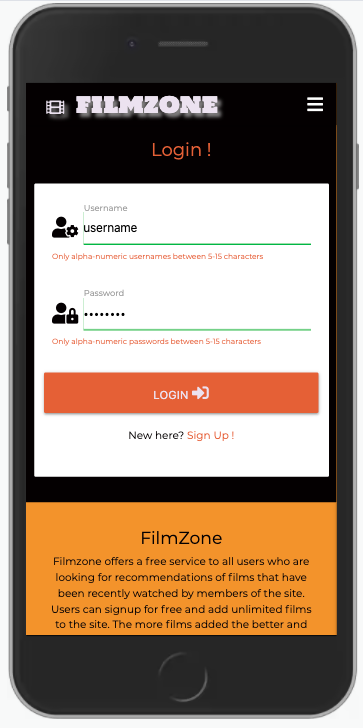 FILMZONE
Login !
Username
username
Only alpha-numeric usernames between 5-15 characters
Password
••••••••
Only alpha-numeric passwords between 5-15 characters
LOGIN
New here? Sign Up !
FilmZone
Filmzone offers a free service to all users who are
looking for recommendations of films that have
been recently watched by members of the site.
Users can signup for free and add unlimited films
to the site. The more films added the better and